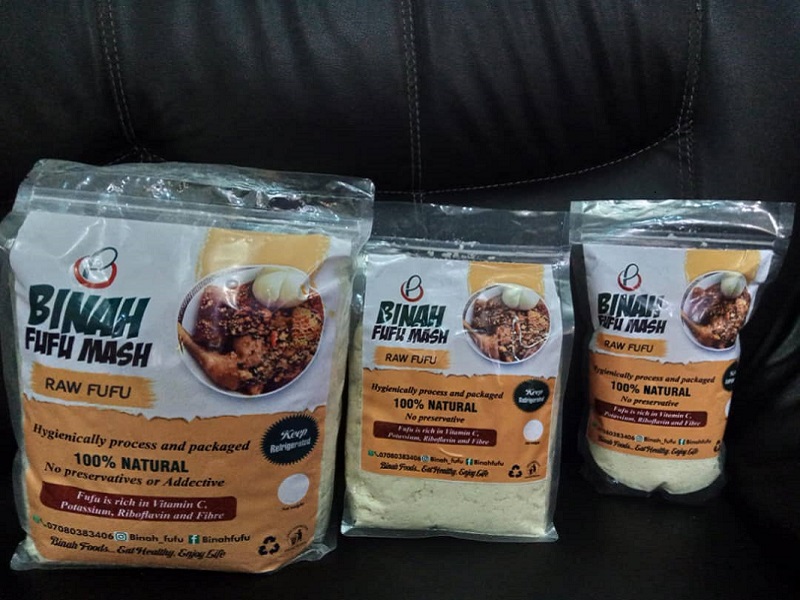 BINAH
FUFU MASH
RAW FUFU
Hygienically process and packaged
100% NATURAL
No preservatives or Addective
Fufu is rich in Vitamin C,
Potassium, Riboflavin and Fibre
07080383406 Binah_fufu Binahfufu
Binah Foods... Eat Healthy, Enjoy Life
Keep
Refrigerated
BINAH
FUFU MASH
RAW FUFU
Hygienically process and packaged
100% NATURAL
No preservative
Fufu is rich in Vitamin C,
Potassium, Riboflavin and Fibre
07080383406 Binah_fufu Binahfufu
Binah Foods... Eat Healthy, Enjoy Life
Keep
Refrigerated
BINAH
FUFU MASH
RAW FUFU
Hygienically process and packaged
100% NATURAL
No preservative
Fufu is rich in Vitamin C,
Potassium, Riboflavin and Fibre
Binah_fufu Binahfufu
Binah Foods... Eat Healthy, Enjoy Life